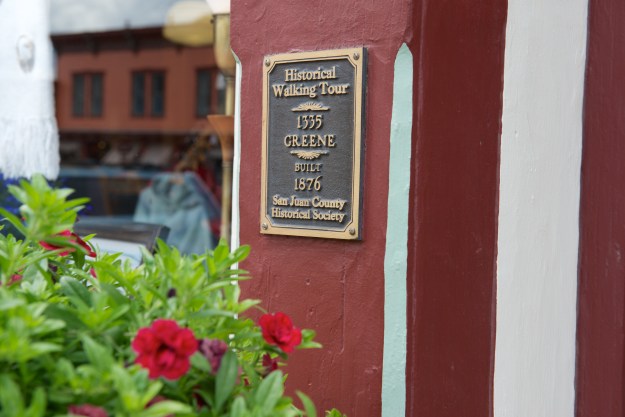 Historical
Walking Tour
1335
GREENE
BUILT
1876
San Juan County
Historical Society